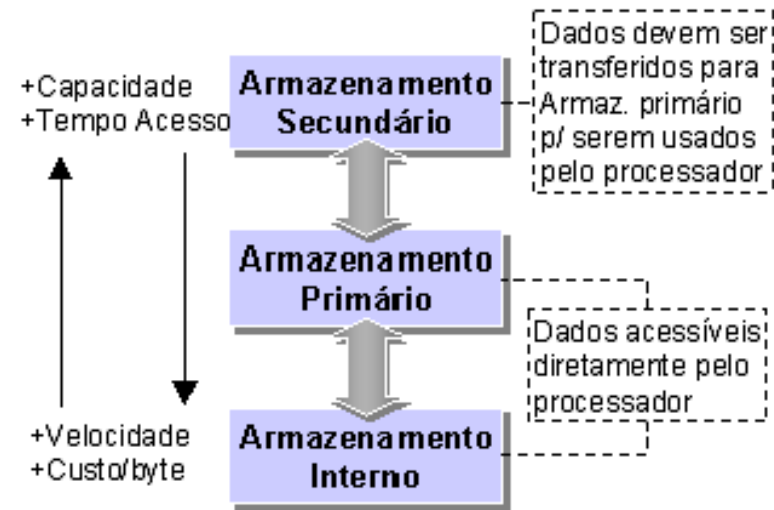 +Capacidade
+Tempo Acesso
Armazenamento
Secundário
Dados devem ser
transferidos para
Armaz. primário
p/ serem usados
pelo processador
Armazenamento
Primário
Dados acessíveis
diretamente pelo
processador
+Velocidade
+Custo/byte
Armazenamento
Interno